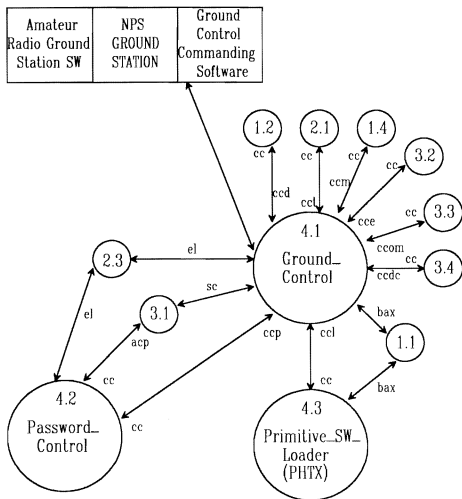 Amateur
Radio Ground
Station SW
NPS
GROUND
STATION
Ground
Control
Commanding
Software
1.2
2.1
1.4
3.2
cc
cc
cc
cc
ccd
cct
ccm
cce
3.3
cc
ccom
4.1
Ground_
Control
3.4
cc
ccdc
2.3
el
el
3.1
sc
acp
cc
ccp
cc
ccl
cc
bax
1.1
bax
4.2
Password_
Control
4.3
Primitive_SW_
Loader
(PHTX)